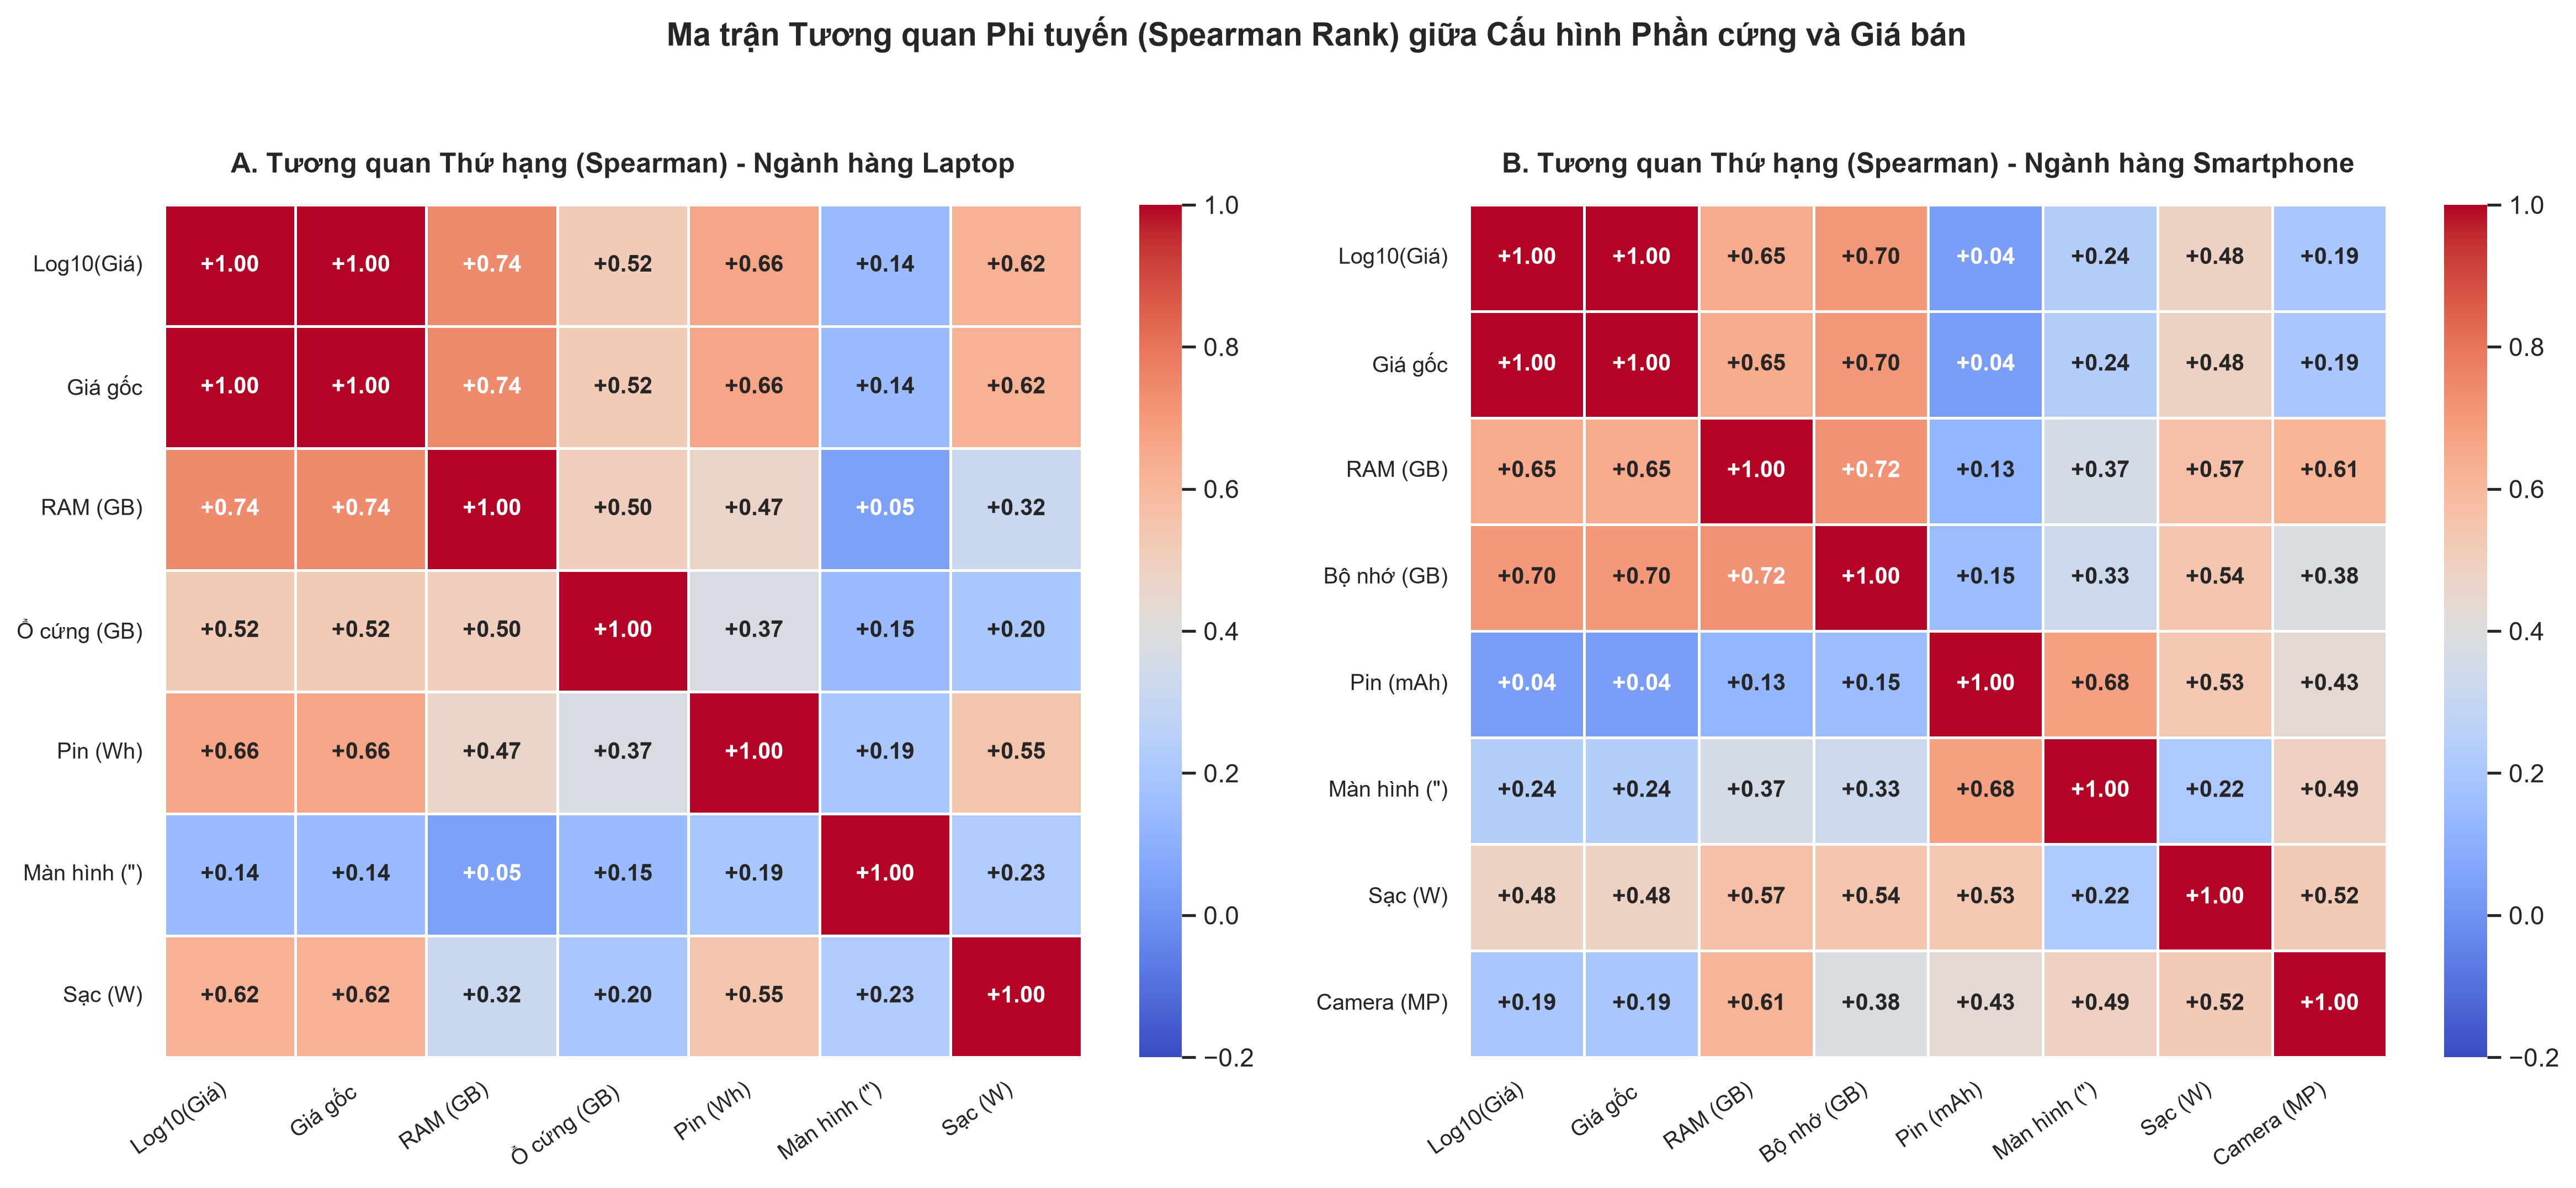 Ma trận Tương quan Phi tuyến (Spearman Rank) giữa Cấu hình Phần cứng và Giá bán
A. Tương quan Thứ hạng (Spearman) - Ngành hàng Laptop
Log10(Giá) +1.00 +1.00 +0.74 +0.52 +0.66 +0.14 +0.62
Giá gốc +1.00 +1.00 +0.74 +0.52 +0.66 +0.14 +0.62
RAM (GB) +0.74 +0.74 +1.00 +0.50 +0.47 +0.05 +0.32
Ổ cứng (GB) +0.52 +0.52 +0.50 +1.00 +0.37 +0.15 +0.20
Pin (Wh) +0.66 +0.66 +0.47 +0.37 +1.00 +0.19 +0.55
Màn hình (") +0.14 +0.14 +0.05 +0.15 +0.19 +1.00 +0.23
Sạc (W) +0.62 +0.62 +0.32 +0.20 +0.55 +0.23 +1.00
Log10(Giá) Giá gốc RAM (GB) Ổ cứng (GB) Pin (Wh) Màn hình (") Sạc (W)
1.0
0.8
0.6
0.4
0.2
0.0
−0.2
B. Tương quan Thứ hạng (Spearman) - Ngành hàng Smartphone
Log10(Giá) +1.00 +1.00 +0.65 +0.70 +0.04 +0.24 +0.48 +0.19
Giá gốc +1.00 +1.00 +0.65 +0.70 +0.04 +0.24 +0.48 +0.19
RAM (GB) +0.65 +0.65 +1.00 +0.72 +0.13 +0.37 +0.57 +0.61
Bộ nhớ (GB) +0.70 +0.70 +0.72 +1.00 +0.15 +0.33 +0.54 +0.38
Pin (mAh) +0.04 +0.04 +0.13 +0.15 +1.00 +0.68 +0.53 +0.43
Màn hình (") +0.24 +0.24 +0.37 +0.33 +0.68 +1.00 +0.22 +0.49
Sạc (W) +0.48 +0.48 +0.57 +0.54 +0.53 +0.22 +1.00 +0.52
Camera (MP) +0.19 +0.19 +0.61 +0.38 +0.43 +0.49 +0.52 +1.00
Log10(Giá) Giá gốc RAM (GB) Bộ nhớ (GB) Pin (mAh) Màn hình (") Sạc (W) Camera (MP)
1.0
0.8
0.6
0.4
0.2
0.0
−0.2